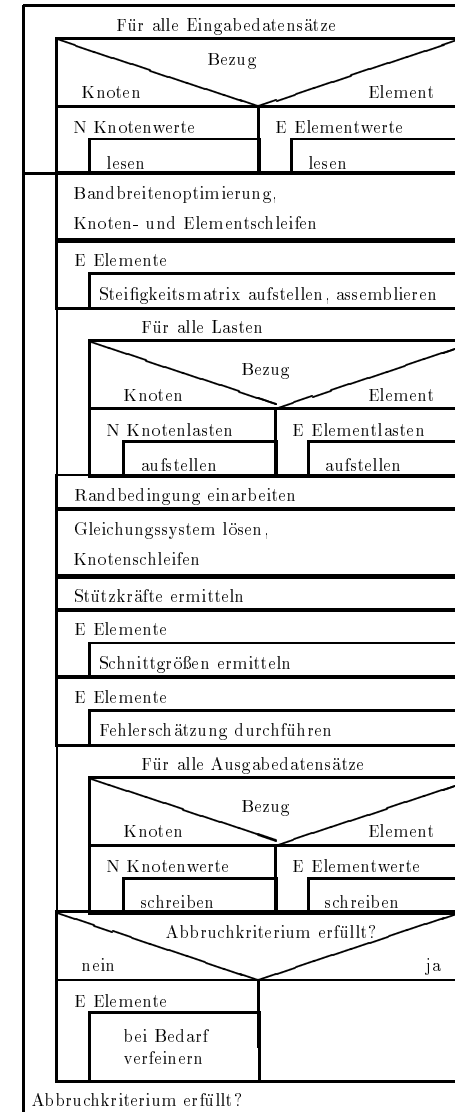 Für alle Eingabedatensätze
Bezug
Knoten Element
N Knotenwerte E Elementwerte
lesen lesen
Bandbreitenoptimierung,
Knoten- und Elementschleifen
E Elemente
Steifigkeitsmatrix aufstellen, assemblieren
Für alle Lasten
Bezug
Knoten Element
N Knotenlasten E Elementlasten
aufstellen aufstellen
Randbedingung einarbeiten
Gleichungssystem lösen,
Knotenschleifen
Stützkräfte ermitteln
E Elemente
Schnittgrößen ermitteln
E Elemente
Fehlerschätzung durchführen
Für alle Ausgabedatensätze
Bezug
Knoten Element
N Knotenwerte E Elementwerte
schreiben schreiben
Abbruchkriterium erfüllt?
nein ja
E Elemente
bei Bedarf
verfeinern
Abbruchkriterium erfüllt?